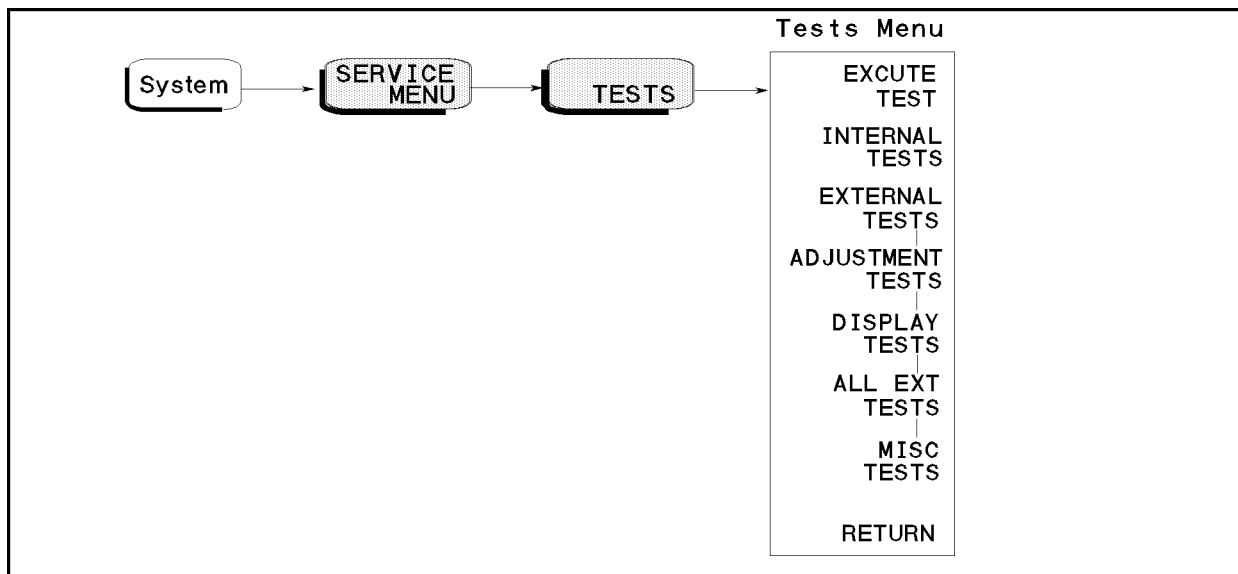 Tests Menu
System
SERVICE
MENU
TESTS
EXCUTE
TEST
INTERNAL
TESTS
EXTERNAL
TESTS
ADJUSTMENT
TESTS
DISPLAY
TESTS
ALL EXT
TESTS
MISC
TESTS
RETURN